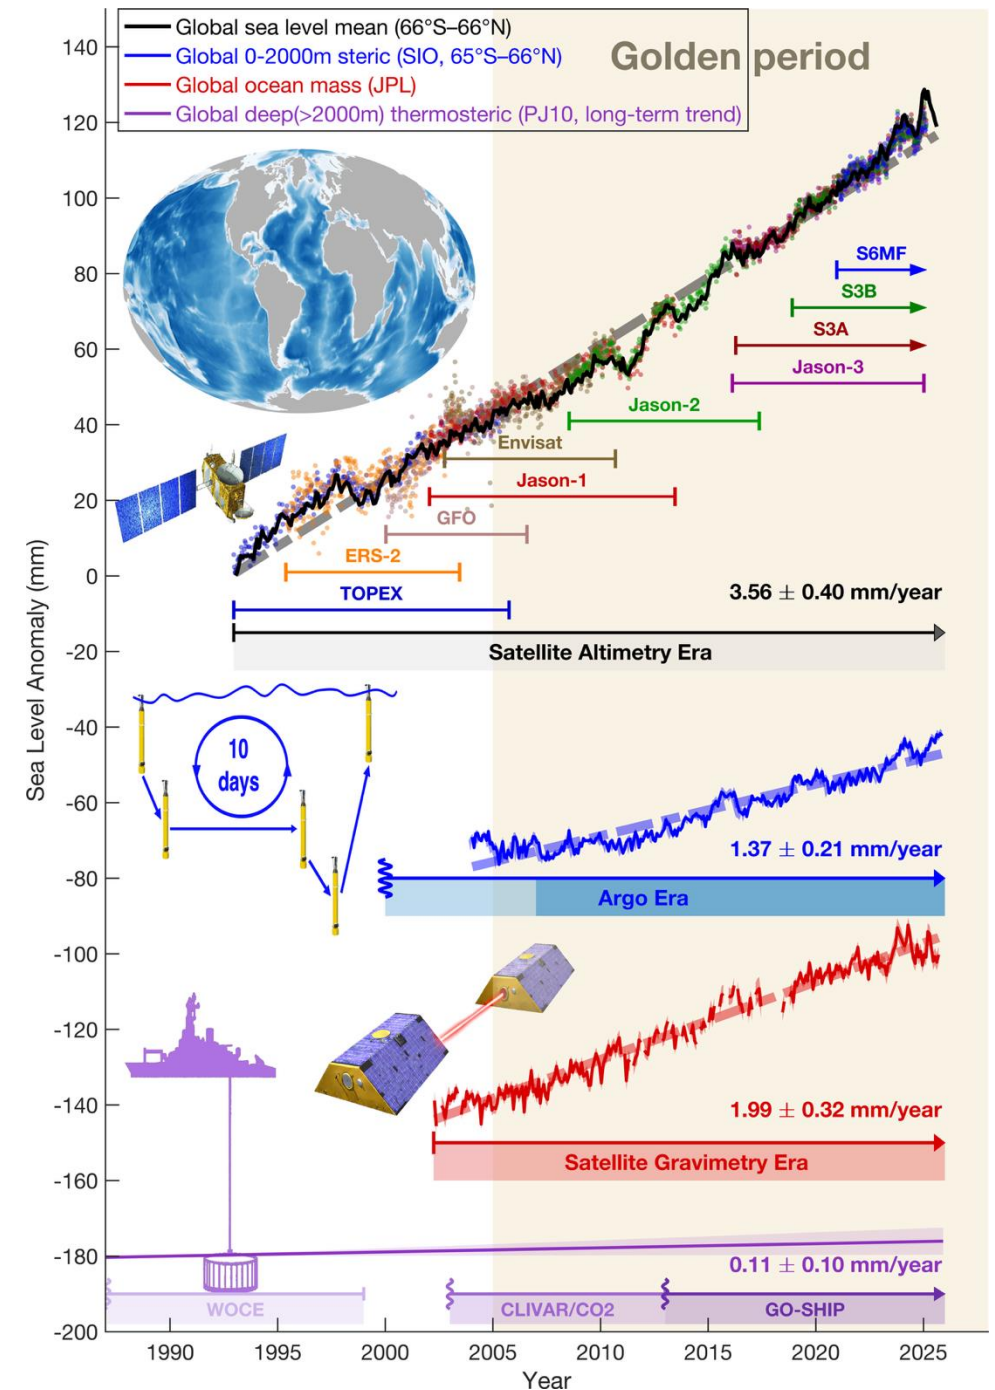 Global sea level mean (66°S–66°N)
Global 0-2000m steric (SIO, 65°S–66°N)
Global ocean mass (JPL)
Global deep(>2000m) thermosteric (PJ10, long-term trend)
Golden period
140
120
100
80
60
40
20
0
-20
-40
-60
-80
-100
-120
-140
-160
-180
-200
Sea Level Anomaly (mm)
S6MF
S3B
S3A
Jason-3
Jason-2
Envisat
Jason-1
GFO
ERS-2
TOPEX
3.56 ± 0.40 mm/year
Satellite Altimetry Era
10
days
1.37 ± 0.21 mm/year
Argo Era
1.99 ± 0.32 mm/year
Satellite Gravimetry Era
0.11 ± 0.10 mm/year
WOCE
CLIVAR/CO2
GO-SHIP
1990
1995
2000
2005
2010
2015
2020
2025
Year